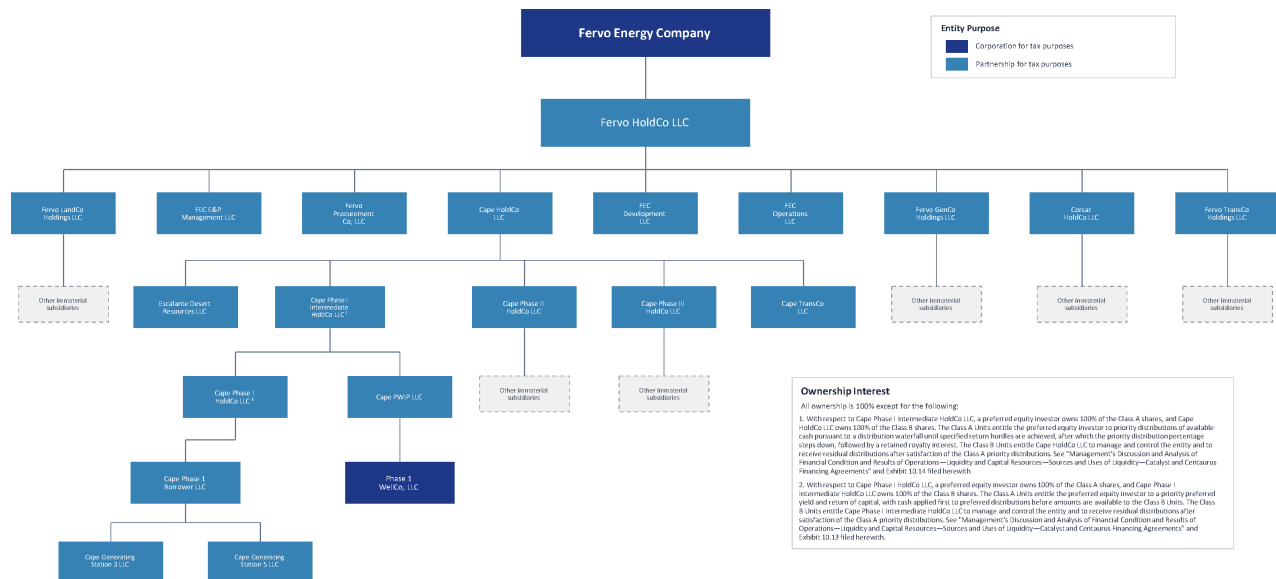 Fervo Energy Company
Entity Purpose
Corporation for tax purposes
Partnership for tax purposes
Fervo HoldCo LLC
Fervo LandCo
Holdings LLC
FEC E&P
Management LLC
Fervo
Procurement
Co, LLC
Cape HoldCo
LLC
FEC
Development
LLC
FEC
Operations
LLC
Fervo GenCo
Holdings LLC
Corsac
HoldCo LLC
Fervo TransCo
Holdings LLC
Other immaterial
subsidiaries
Escalante Desert
Resources LLC
Cape Phase I
Intermediate
HoldCo LLC 1
Cape Phase II
HoldCo LLC
Cape Phase III
HoldCo LLC
Cape TransCo
LLC
Other immaterial
subsidiaries
Other immaterial
subsidiaries
Other immaterial
subsidiaries
Cape Phase I
HoldCo LLC 2
Cape PWIP LLC
Other immaterial
subsidiaries
Other immaterial
subsidiaries
Cape Phase 1
Borrower LLC
Phase 1
WellCo, LLC
Cape Generating
Station 3 LLC
Cape Generating
Station 5 LLC
Ownership Interest
All ownership is 100% except for the following:
1. With respect to Cape Phase I Intermediate HoldCo LLC, a preferred equity investor owns 100% of the Class A shares, and Cape
HoldCo LLC owns 100% of the Class B shares. The Class A Units entitle the preferred equity investor to priority distributions of available
cash pursuant to a distribution waterfall until specified return hurdles are achieved, after which the priority distribution percentage
steps down, followed by a retained royalty interest. The Class B Units entitle Cape HoldCo LLC to manage and control the entity and to
receive residual distributions after satisfaction of the Class A priority distributions. See "Management's Discussion and Analysis of
Financial Condition and Results of Operations—Liquidity and Capital Resources—Sources and Uses of Liquidity—Catalyst and Centaurus
Financing Agreements" and Exhibit 10.14 filed herewith
2. With respect to Cape Phase I HoldCo LLC, a preferred equity investor owns 100% of the Class A shares, and Cape Phase I
Intermediate HoldCo LLC owns 100% of the Class B shares. The Class A Units entitle the preferred equity investor to a priority preferred
yield and return of capital, with cash applied first to preferred distributions before amounts are available to the Class B Units. The Class
B Units entitle Cape Phase I Intermediate HoldCo LLC to manage and control the entity and to receive residual distributions after
satisfaction of the Class A priority distributions. See "Management's Discussion and Analysis of Financial Condition and Results of
Operations—Liquidity and Capital Resources—Sources and Uses of Liquidity—Catalyst and Centaurus Financing Agreements" and
Exhibit 10.13 filed herewith.